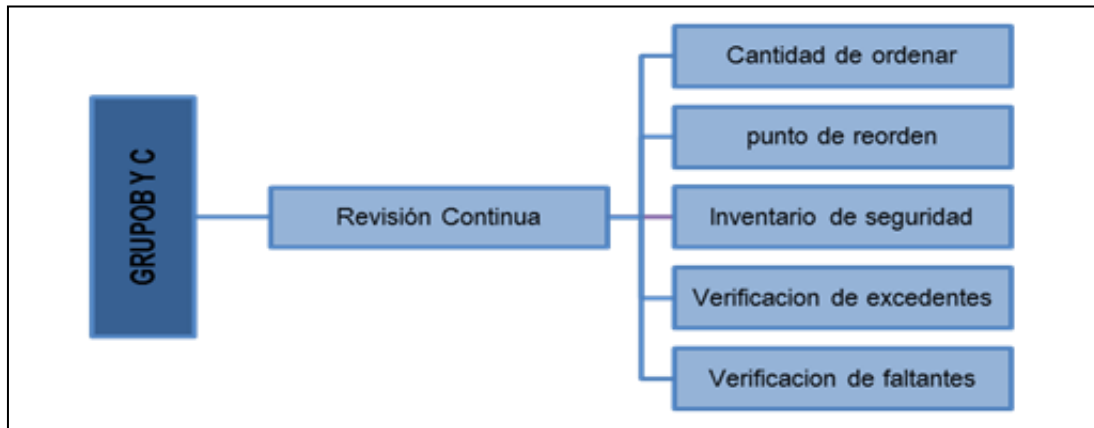 GRUPOB Y C
Revisión Continua
Cantidad de ordenar
punto de reorden
Inventario de seguridad
Verificacion de excedentes
Verificacion de faltantes